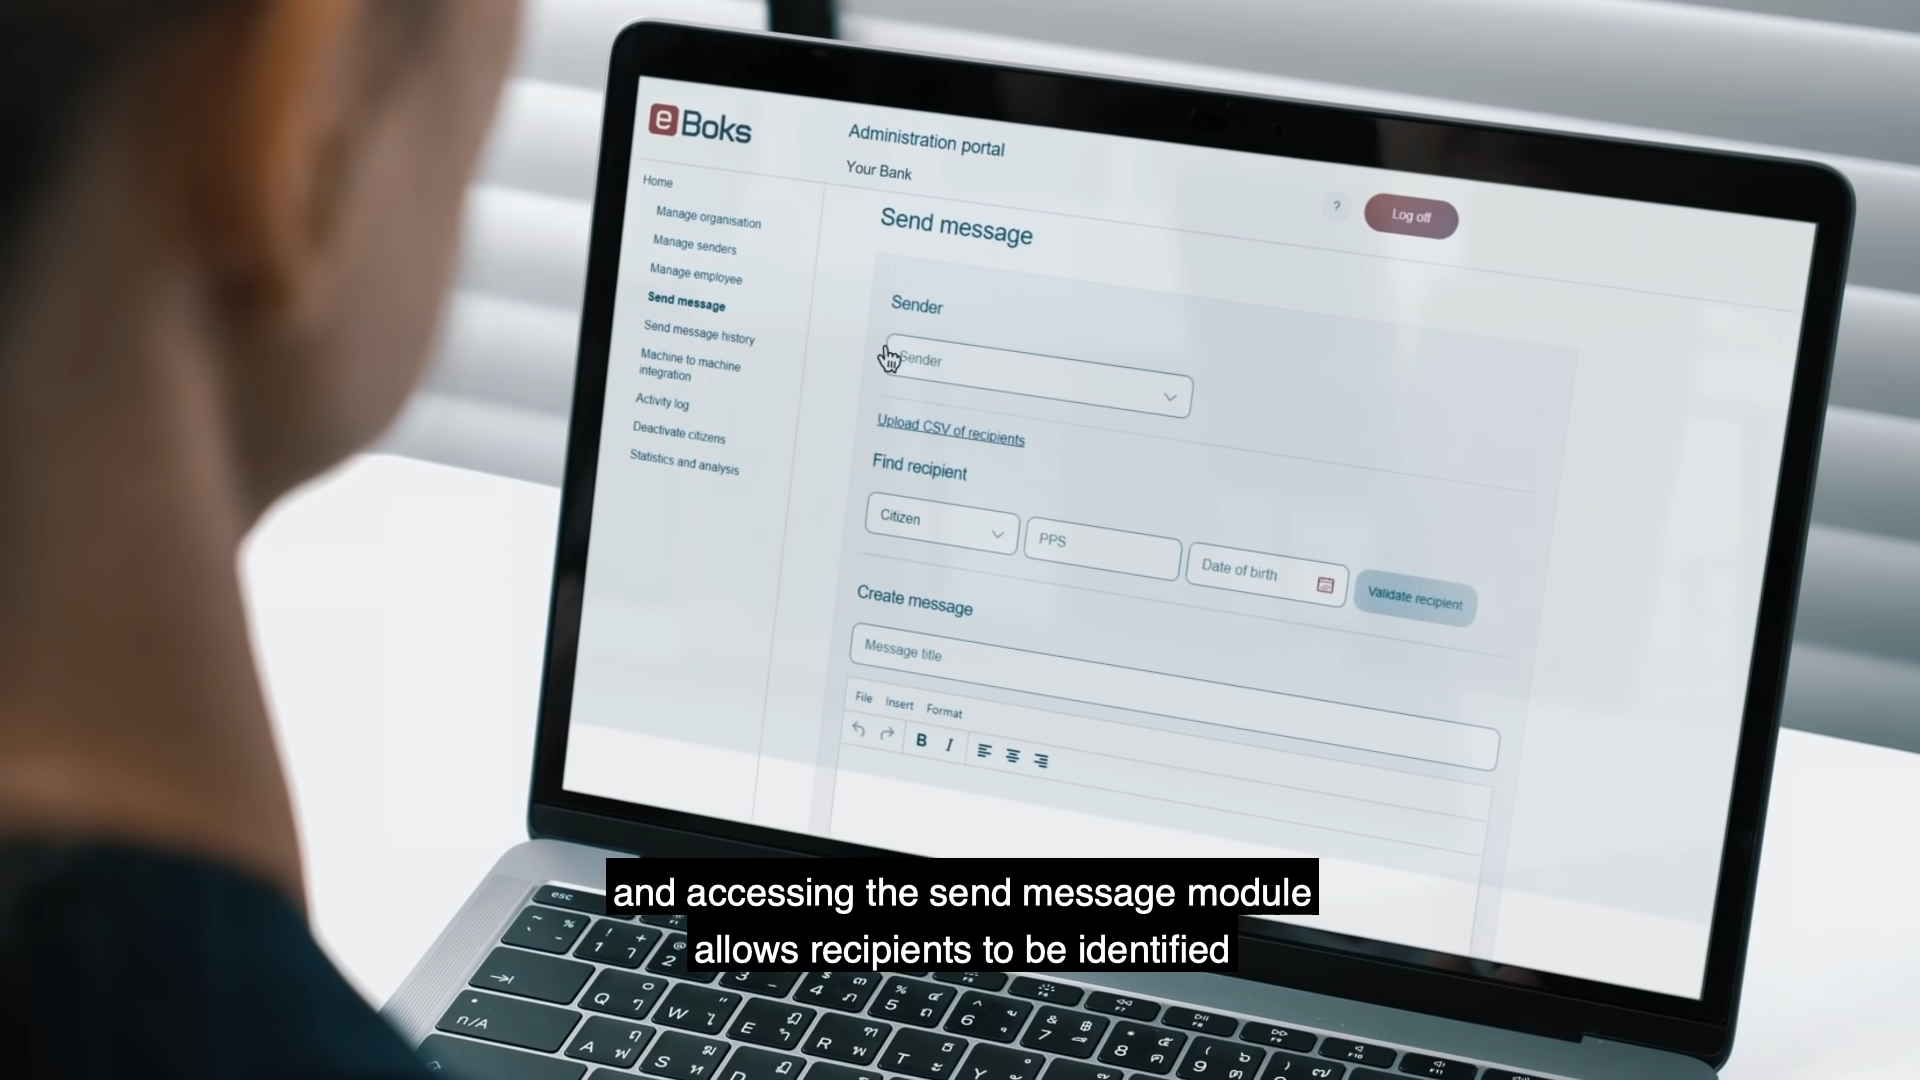 e Boks
Administration portal
Your Bank
?
Log off
Home
Manage organisation
Manage senders
Manage employee
Send message
Send message history
Machine to machine
integration
Activity log
Deactivate citizens
Statistics and analysis
Send message
Sender
Sender
Upload CSV of recipients
Find recipient
Citizen
PPS
Date of birth
Validate recipient
Create message
Message title
File Insert Format
B I
and accessing the send message module
allows recipients to be identified
esc
n/A
Q W E R T Y
A S D